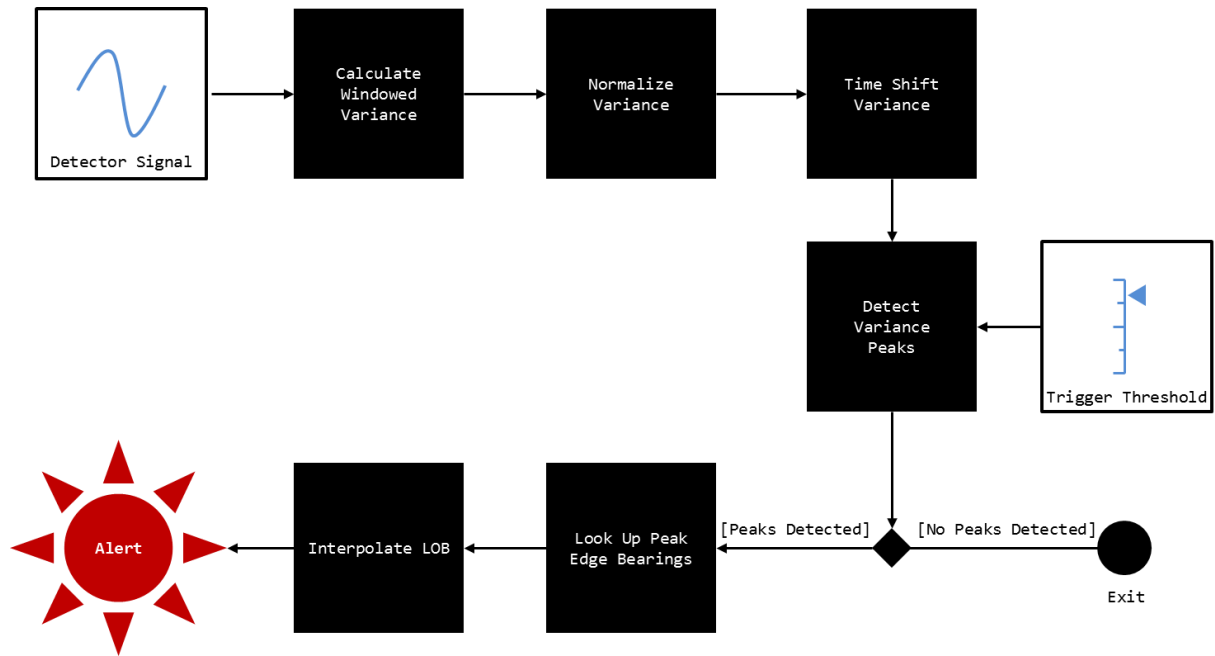 Detector Signal
Calculate
Windowed
Variance
Normalize
Variance
Time Shift
Variance
Detect
Variance
Peaks
Trigger Threshold
[Peaks Detected]
[No Peaks Detected]
Exit
Look Up Peak
Edge Bearings
Interpolate LOB
Alert